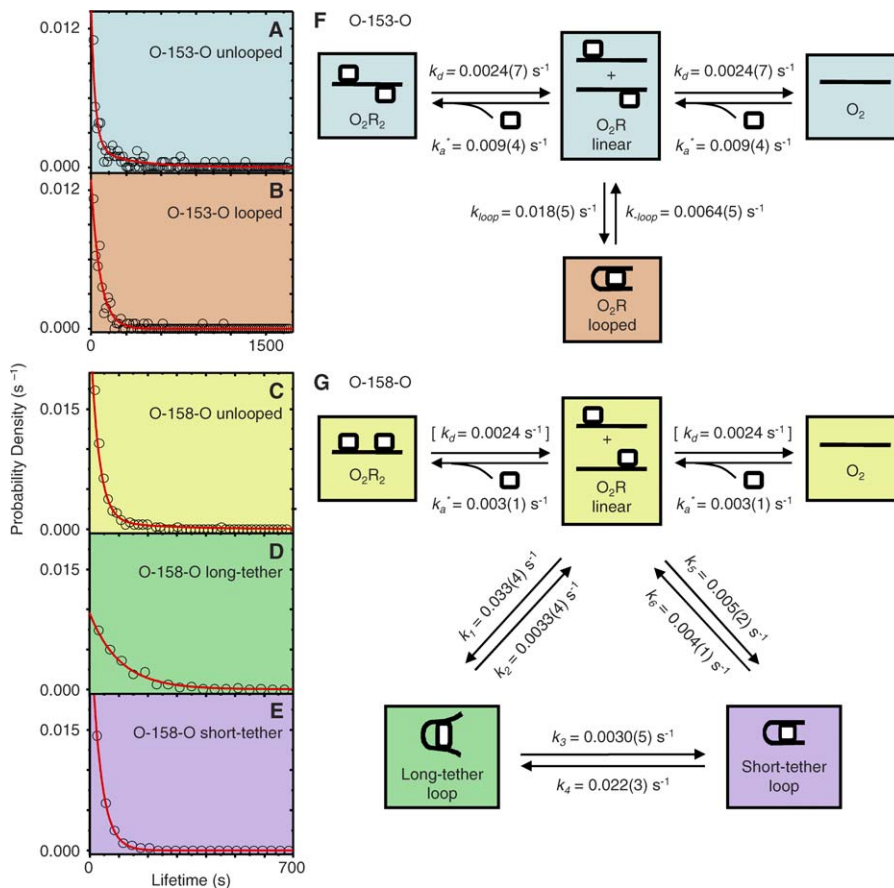 A
O-153-O unlooped
0.012
0.000
B
O-153-O looped
0.012
0.000
0
1500
Probability Density (s⁻¹)
C
O-158-O unlooped
0.015
0.000
D
O-158-O long-tether
0.015
0.000
E
O-158-O short-tether
0.015
0.000
0
700
Lifetime (s)
F O-153-O
O₂R₂
k_d = 0.0024(7) s⁻¹
k_a* = 0.009(4) s⁻¹
+
O₂R
linear
k_d = 0.0024(7) s⁻¹
k_a* = 0.009(4) s⁻¹
O₂
k_loop = 0.018(5) s⁻¹
k_-loop = 0.0064(5) s⁻¹
O₂R
looped
G O-158-O
O₂R₂
[ k_d = 0.0024 s⁻¹ ]
k_a* = 0.003(1) s⁻¹
+
O₂R
linear
[ k_d = 0.0024 s⁻¹ ]
k_a* = 0.003(1) s⁻¹
O₂
k₁ = 0.033(4) s⁻¹
k₂ = 0.0033(4) s⁻¹
k₅ = 0.005(2) s⁻¹
k₆ = 0.004(1) s⁻¹
Long-tether
loop
k₃ = 0.0030(5) s⁻¹
k₄ = 0.022(3) s⁻¹
Short-tether
loop